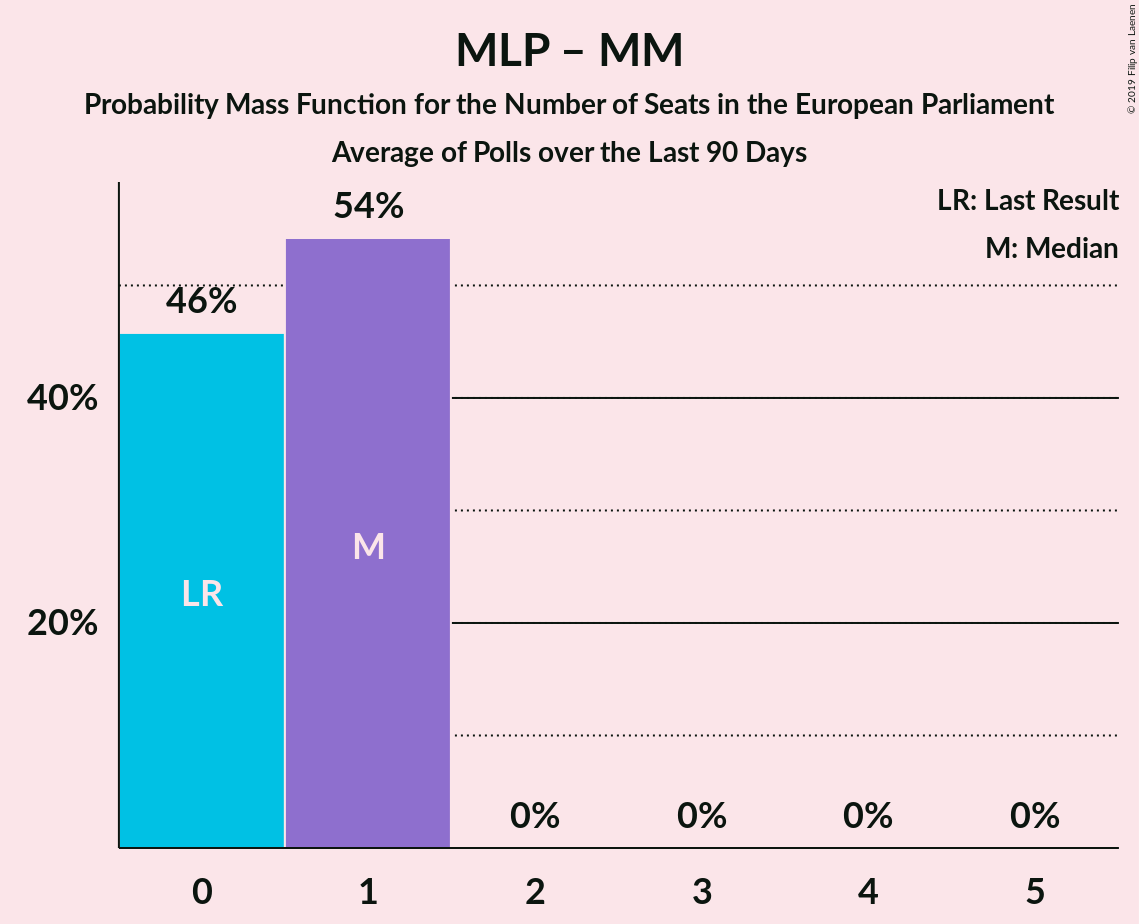 MLP – MM
Probability Mass Function for the Number of Seats in the European Parliament
Average of Polls over the Last 90 Days
© 2019 Filip van Laenen
LR: Last Result
M: Median
54%
46%
40%
20%
LR
M
0%
0%
0%
0%
0
1
2
3
4
5